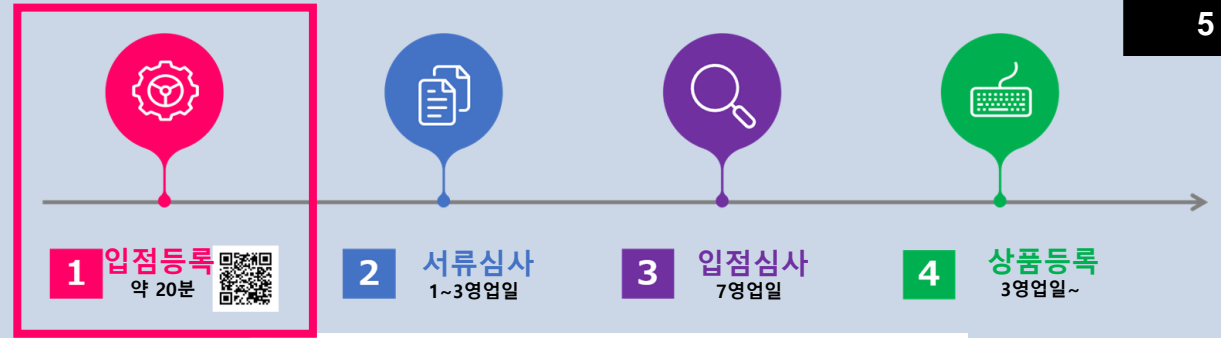 5
1 입점등록
약 20분
2 서류심사
1~3영업일
3 입점심사
7영업일
4 상품등록
3영업일~